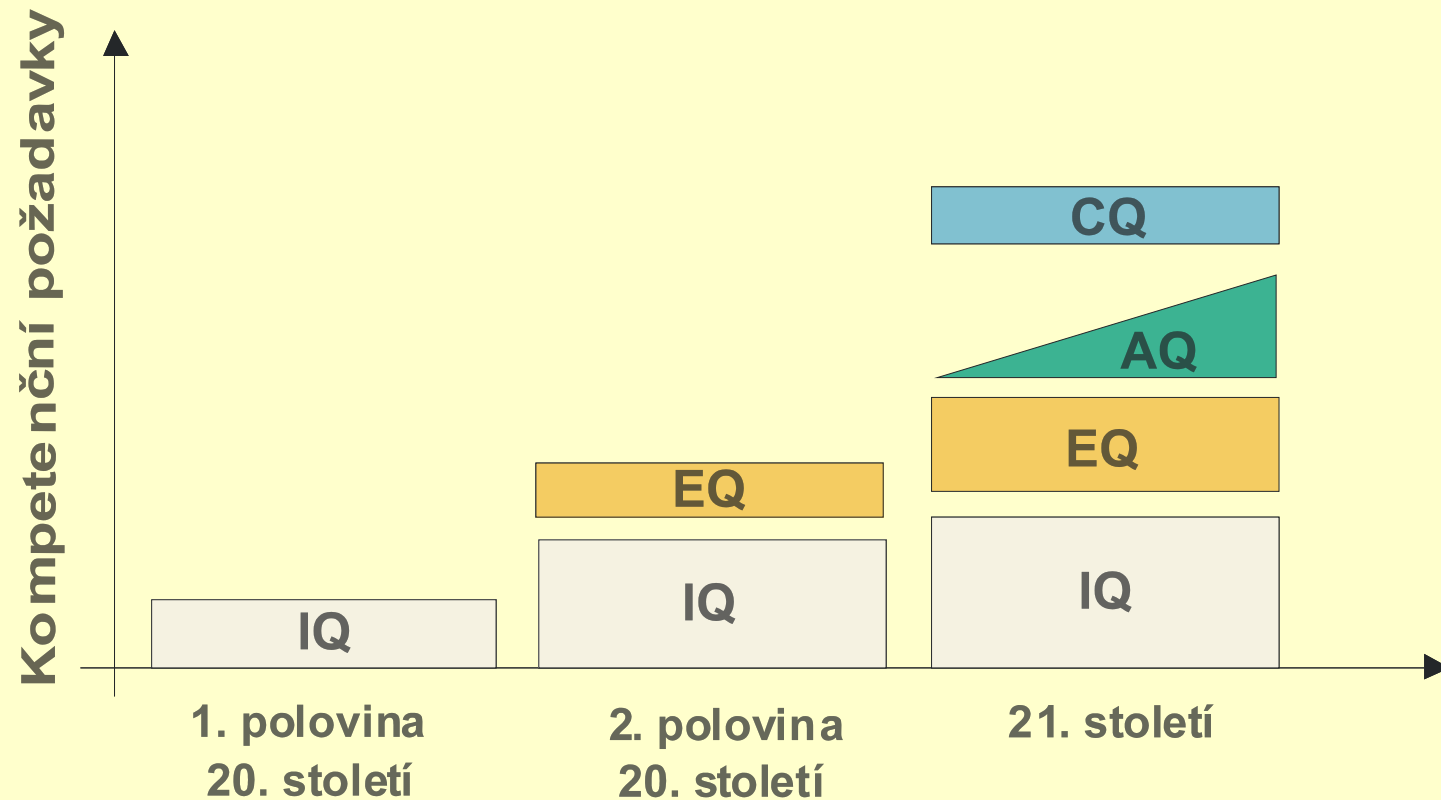 Kompetenční požadavky
CQ
AQ
EQ
EQ
IQ
IQ
IQ
1. polovina
20. století
2. polovina
20. století
21. století